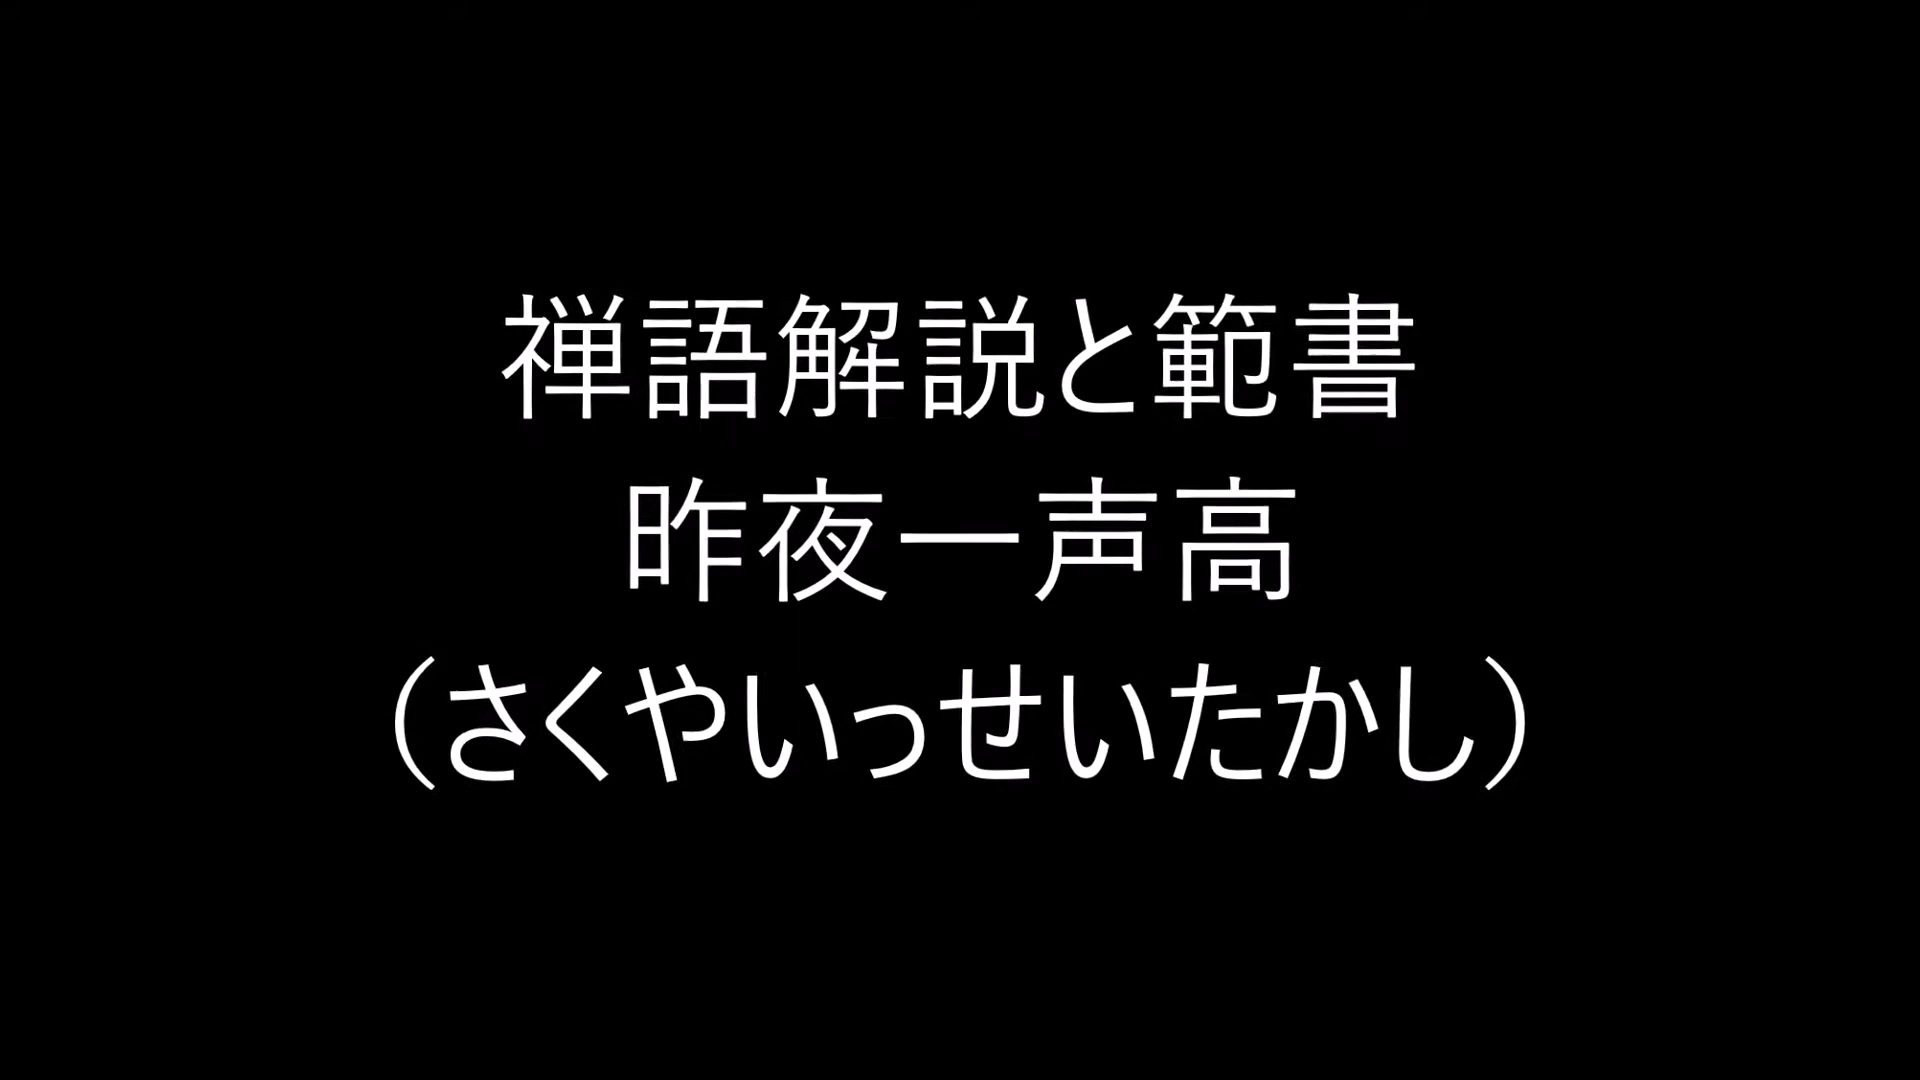 禅語解説と範書
昨夜一声高
（さくやいっせいたかし）